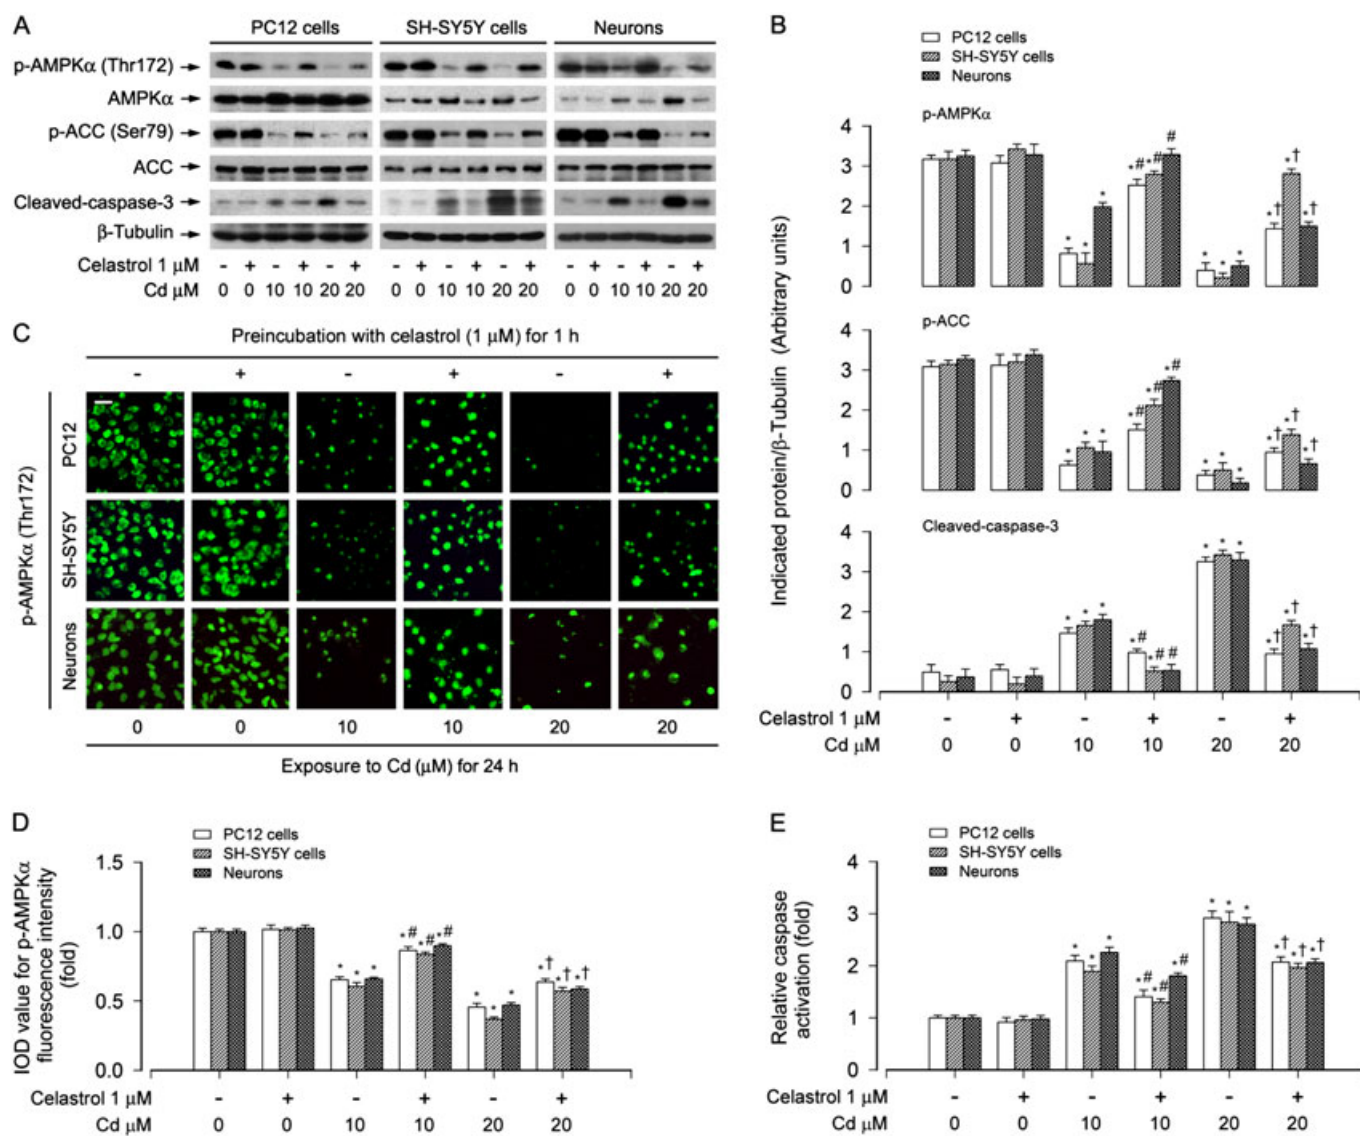 A
PC12 cells SH-SY5Y cells Neurons
p-AMPKα (Thr172)
AMPKα
p-ACC (Ser79)
ACC
Cleaved-caspase-3
β-Tubulin
Celastrol 1 μM - + - + - + - + - + - + - + - + - +
Cd μM 0 0 10 10 20 20 0 0 10 10 20 20 0 0 10 10 20 20
B
PC12 cells
SH-SY5Y cells
Neurons
Indicated protein/β-Tubulin (Arbitrary units)
p-AMPKα
4
3
2
1
0
* * * *# *# # * * * *† *† *†
p-ACC
4
3
2
1
0
* * * *# *# *# * * * *† *† *†
Cleaved-caspase-3
4
3
2
1
0
* * * *# *# # * * * *† *† *†
Celastrol 1 μM - + - + - +
Cd μM 0 0 10 10 20 20
C
Preincubation with celastrol (1 μM) for 1 h
- + - + - +
p-AMPKα (Thr172)
PC12
SH-SY5Y
Neurons
0 0 10 10 20 20
Exposure to Cd (μM) for 24 h
D
PC12 cells
SH-SY5Y cells
Neurons
IOD value for p-AMPKα
fluorescence intensity
(fold)
1.5
1.0
0.5
0.0
* * * *# *# *# * * * *† *† *†
Celastrol 1 μM - + - + - +
Cd μM 0 0 10 10 20 20
E
PC12 cells
SH-SY5Y cells
Neurons
Relative caspase
activation (fold)
4
3
2
1
0
* * * *# *# *# * * * *† *† *†
Celastrol 1 μM - + - + - +
Cd μM 0 0 10 10 20 20